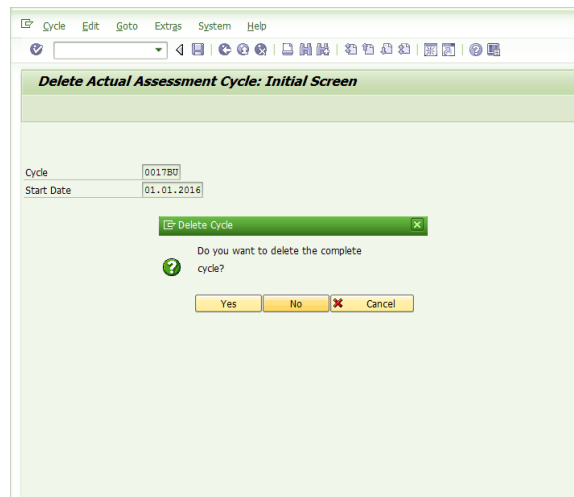 Cycle Edit Goto Extras System Help
Delete Actual Assessment Cycle: Initial Screen
Cycle 0017BU
Start Date 01.01.2016
Delete Cycle
Do you want to delete the complete
cycle?
Yes No Cancel